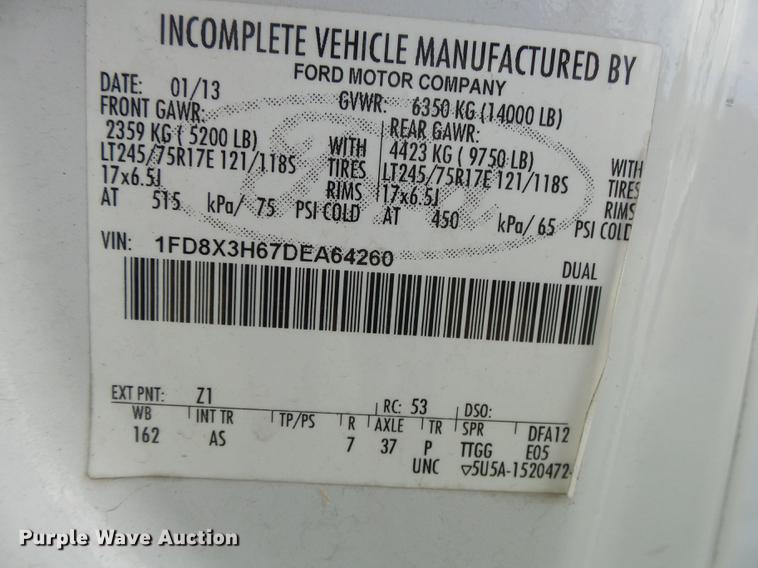 INCOMPLETE VEHICLE MANUFACTURED BY
FORD MOTOR COMPANY
DATE: 01/13 GVWR: 6350 KG (14000 LB)
FRONT GAWR: REAR GAWR:
2359 KG ( 5200 LB) WITH 4423 KG ( 9750 LB) WITH
LT245/75R17E 121/118S TIRES LT245/75R17E 121/118S TIRES
17x6.5J RIMS 17x6.5J RIMS
AT 515 kPa/ 75 PSI COLD AT 450 kPa/ 65 PSI COLD
VIN: 1FD8X3H67DEA64260 DUAL
EXT PNT: Z1 RC: 53 DSO:
WB INT TR TP/PS R AXLE TR SPR DFA12
162 AS 7 37 P TTGG E05
UNC ▽5U5A-1520472-
Purple Wave Auction